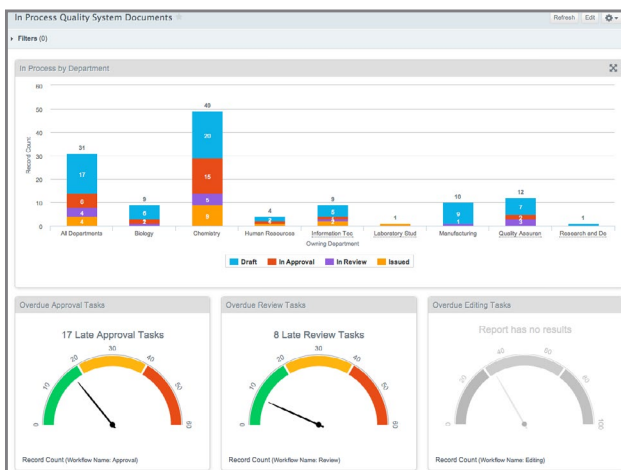 In Process Quality System Documents
Refresh Edit
Filters (0)
In Process by Department
60
50
40
30
20
10
0
Record Count
31
17
4
4
9
6
49
20
15
5
4
9
1
10
9
1
12
7
2
3
1
All Departments Biology Chemistry Human Resources Information Tec Laboratory Stud Manufacturing Quality Assuran Research and De
Owning Department
Draft In Approval In Review Issued
Overdue Approval Tasks
17 Late Approval Tasks
0 10 20 30 40 50 60
Record Count (Workflow Name: Approval)
Overdue Review Tasks
8 Late Review Tasks
0 10 20 30 40 50 60
Record Count (Workflow Name: Review)
Overdue Editing Tasks
Report has no results
0 20 40 60 80 100
Record Count (Workflow Name: Editing)